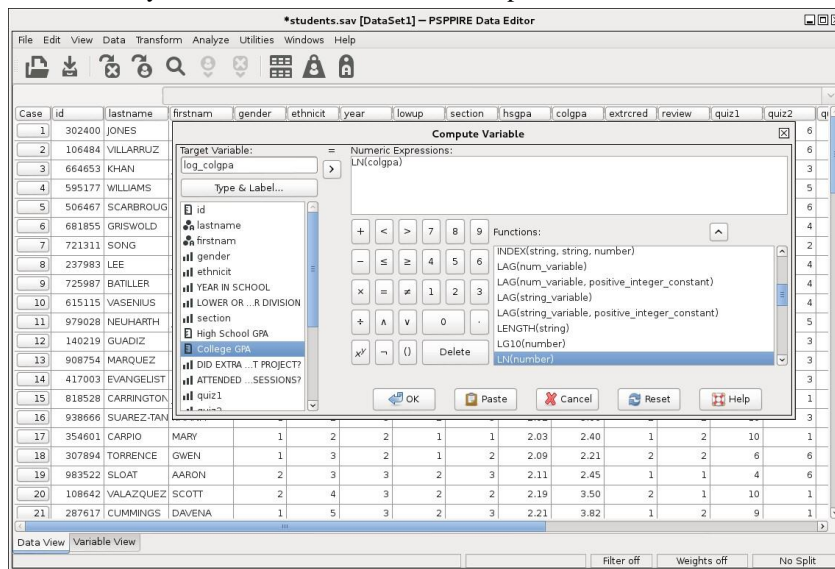 *students.sav [DataSet1] — PSPPIRE Data Editor
File Edit View Data Transform Analyze Utilities Windows Help
Case id lastname firstnam gender ethnicit year lowup section hsgpa colgpa extrcred review quiz1 quiz2
1 302400 JONES 6
2 106484 VILLARRUZ 6
3 664653 KHAN 3
4 595177 WILLIAMS 5
5 506467 SCARBROUG 6
6 681855 GRISWOLD 4
7 721311 SONG 2
8 237983 LEE 4
9 725987 BATILLER 4
10 615115 VASENIUS 4
11 979028 NEUHARTH 5
12 140219 GUADIZ 3
13 908754 MARQUEZ 3
14 417003 EVANGELIST 3
15 818528 CARRINGTON 1
16 938666 SUAREZ-TAN 3
17 354601 CARPIO MARY 1 2 2 1 1 2.03 2.40 1 2 10 1
18 307894 TORRENCE GWEN 1 3 2 1 2 2.09 2.21 2 2 6 6
19 983522 SLOAT AARON 2 3 3 2 3 2.11 2.45 1 1 4 6
20 108642 VALAZQUEZ SCOTT 2 4 3 2 2 2.19 3.50 2 1 10 1
21 287617 CUMMINGS DAVENA 1 5 3 2 3 2.21 3.82 1 2 9 1
Compute Variable
Target Variable: = Numeric Expressions:
log_colgpa > LN(colgpa)
Type & Label...
id
lastname
firstnam
gender
ethnicit
YEAR IN SCHOOL
LOWER OR ...R DIVISION
section
High School GPA
College GPA
DID EXTRA ...T PROJECT?
ATTENDED ...SESSIONS?
quiz1
+ < > 7 8 9
− ≤ ≥ 4 5 6
× = ≠ 1 2 3
÷ ∧ ∨ 0 .
x^y ¬ () Delete
Functions:
INDEX(string, string, number)
LAG(num_variable)
LAG(num_variable, positive_integer_constant)
LAG(string_variable)
LAG(string_variable, positive_integer_constant)
LENGTH(string)
LG10(number)
LN(number)
OK Paste Cancel Reset Help
Data View Variable View
Filter off Weights off No Split